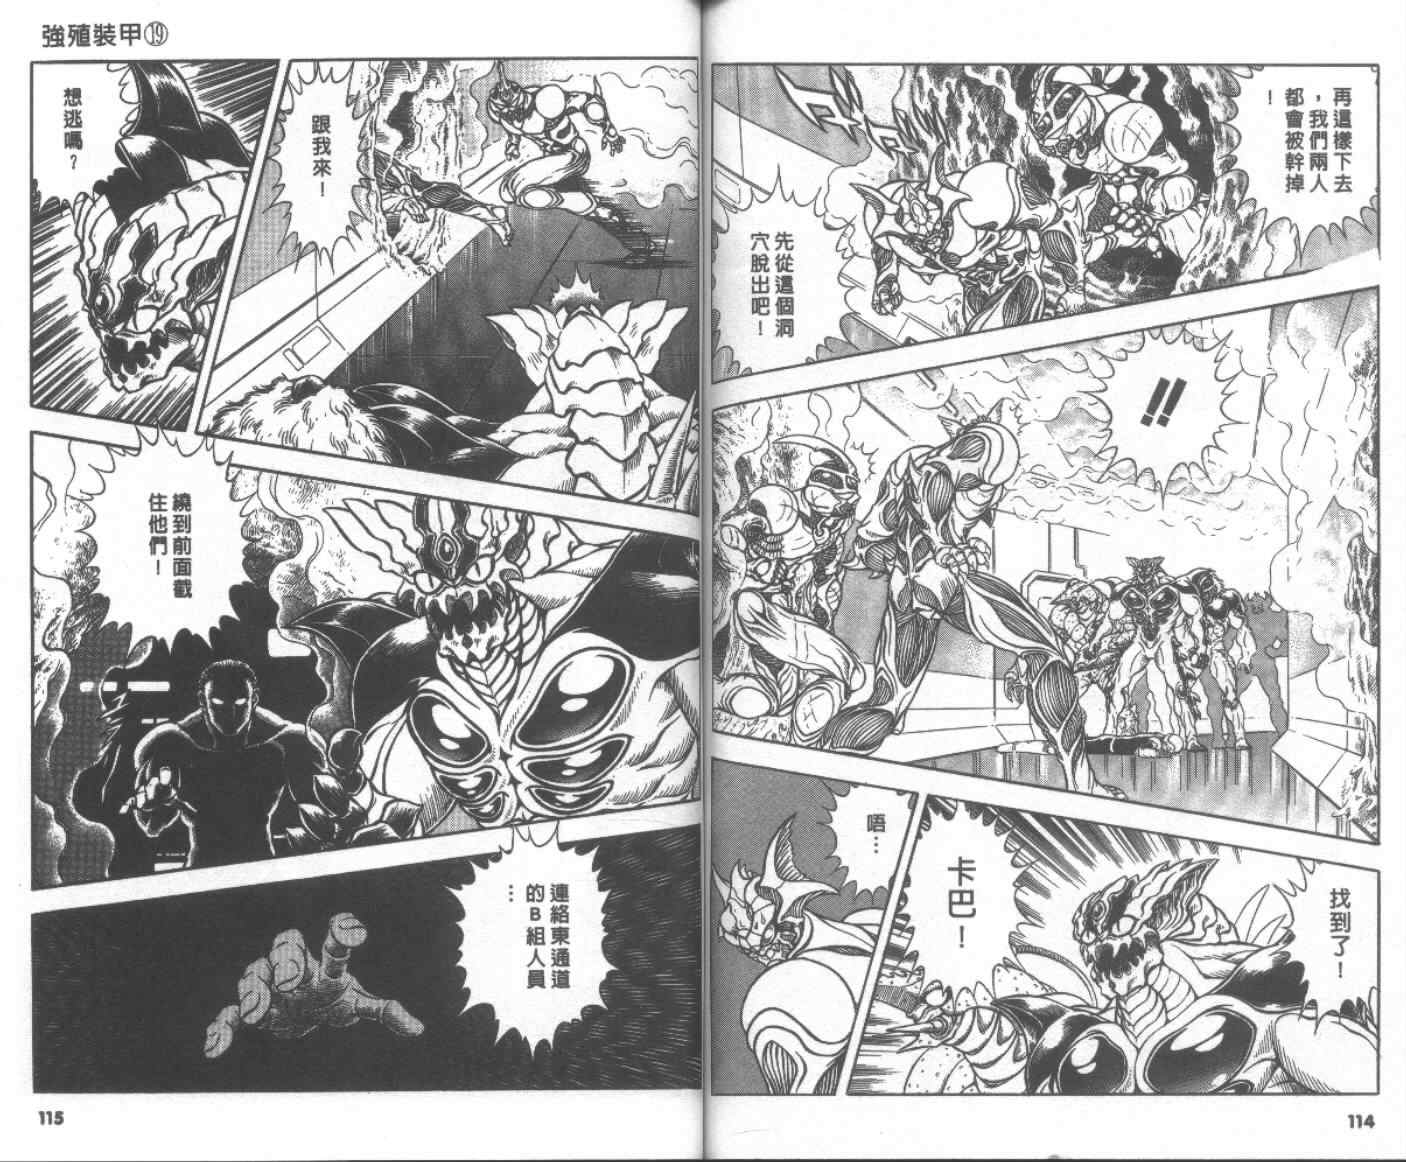 強殖裝甲⑲
再這樣下去
，我們兩人
都會被幹掉
！
先從這個洞
穴脫出吧！
!!
找到了！
卡巴！
唔…
114
跟我來！
想逃嗎？
繞到前面截
住他們！
連絡東通道
的B組人員
…
115